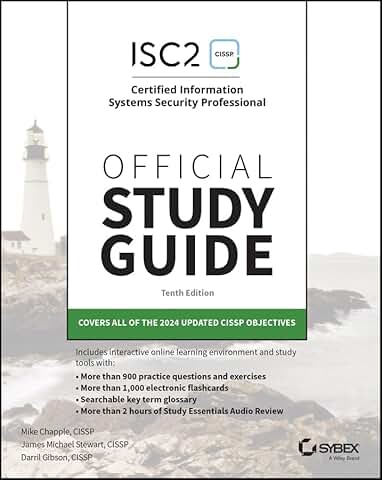 ISC2 CISSP
Certified Information
Systems Security Professional
OFFICIAL
STUDY
GUIDE
Tenth Edition
COVERS ALL OF THE 2024 UPDATED CISSP OBJECTIVES
Includes interactive online learning environment and study
tools with:
• More than 900 practice questions and exercises
• More than 1,000 electronic flashcards
• Searchable key term glossary
• More than 2 hours of Study Essentials Audio Review
Mike Chapple, CISSP
James Michael Stewart, CISSP
Darril Gibson, CISSP
SYBEX
A Wiley Brand